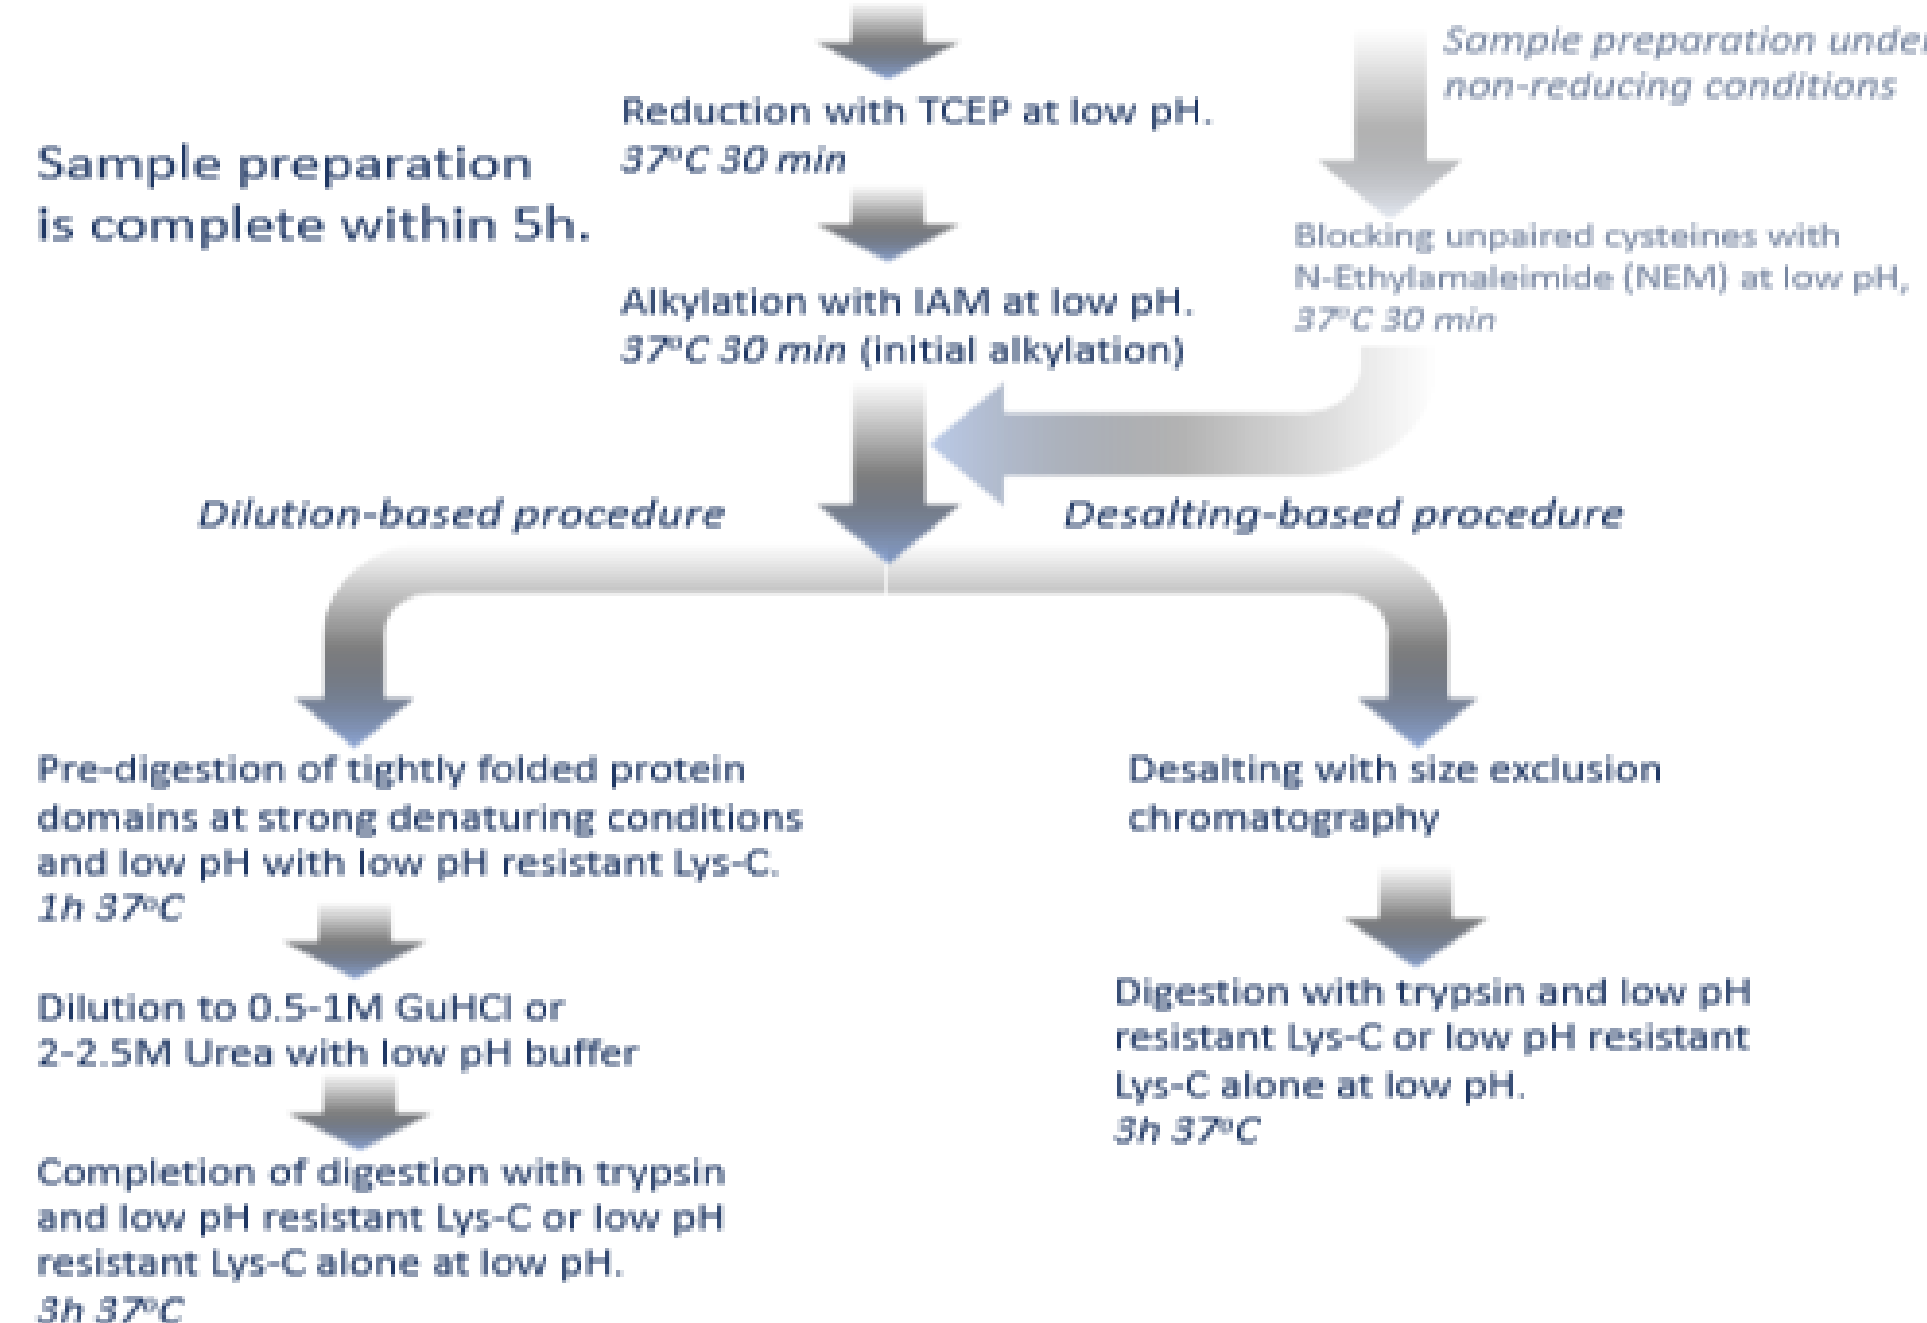 Sample preparation under
non-reducing conditions
Reduction with TCEP at low pH.
37ºC 30 min
Sample preparation
is complete within 5h.
Blocking unpaired cysteines with
N-Ethylamaleimide (NEM) at low pH,
37ºC 30 min
Alkylation with IAM at low pH.
37ºC 30 min (initial alkylation)
Dilution-based procedure
Desalting-based procedure
Pre-digestion of tightly folded protein
domains at strong denaturing conditions
and low pH with low pH resistant Lys-C.
1h 37ºC
Dilution to 0.5-1M GuHCl or
2-2.5M Urea with low pH buffer
Completion of digestion with trypsin
and low pH resistant Lys-C or low pH
resistant Lys-C alone at low pH.
3h 37ºC
Desalting with size exclusion
chromatography
Digestion with trypsin and low pH
resistant Lys-C or low pH resistant
Lys-C alone at low pH.
3h 37ºC